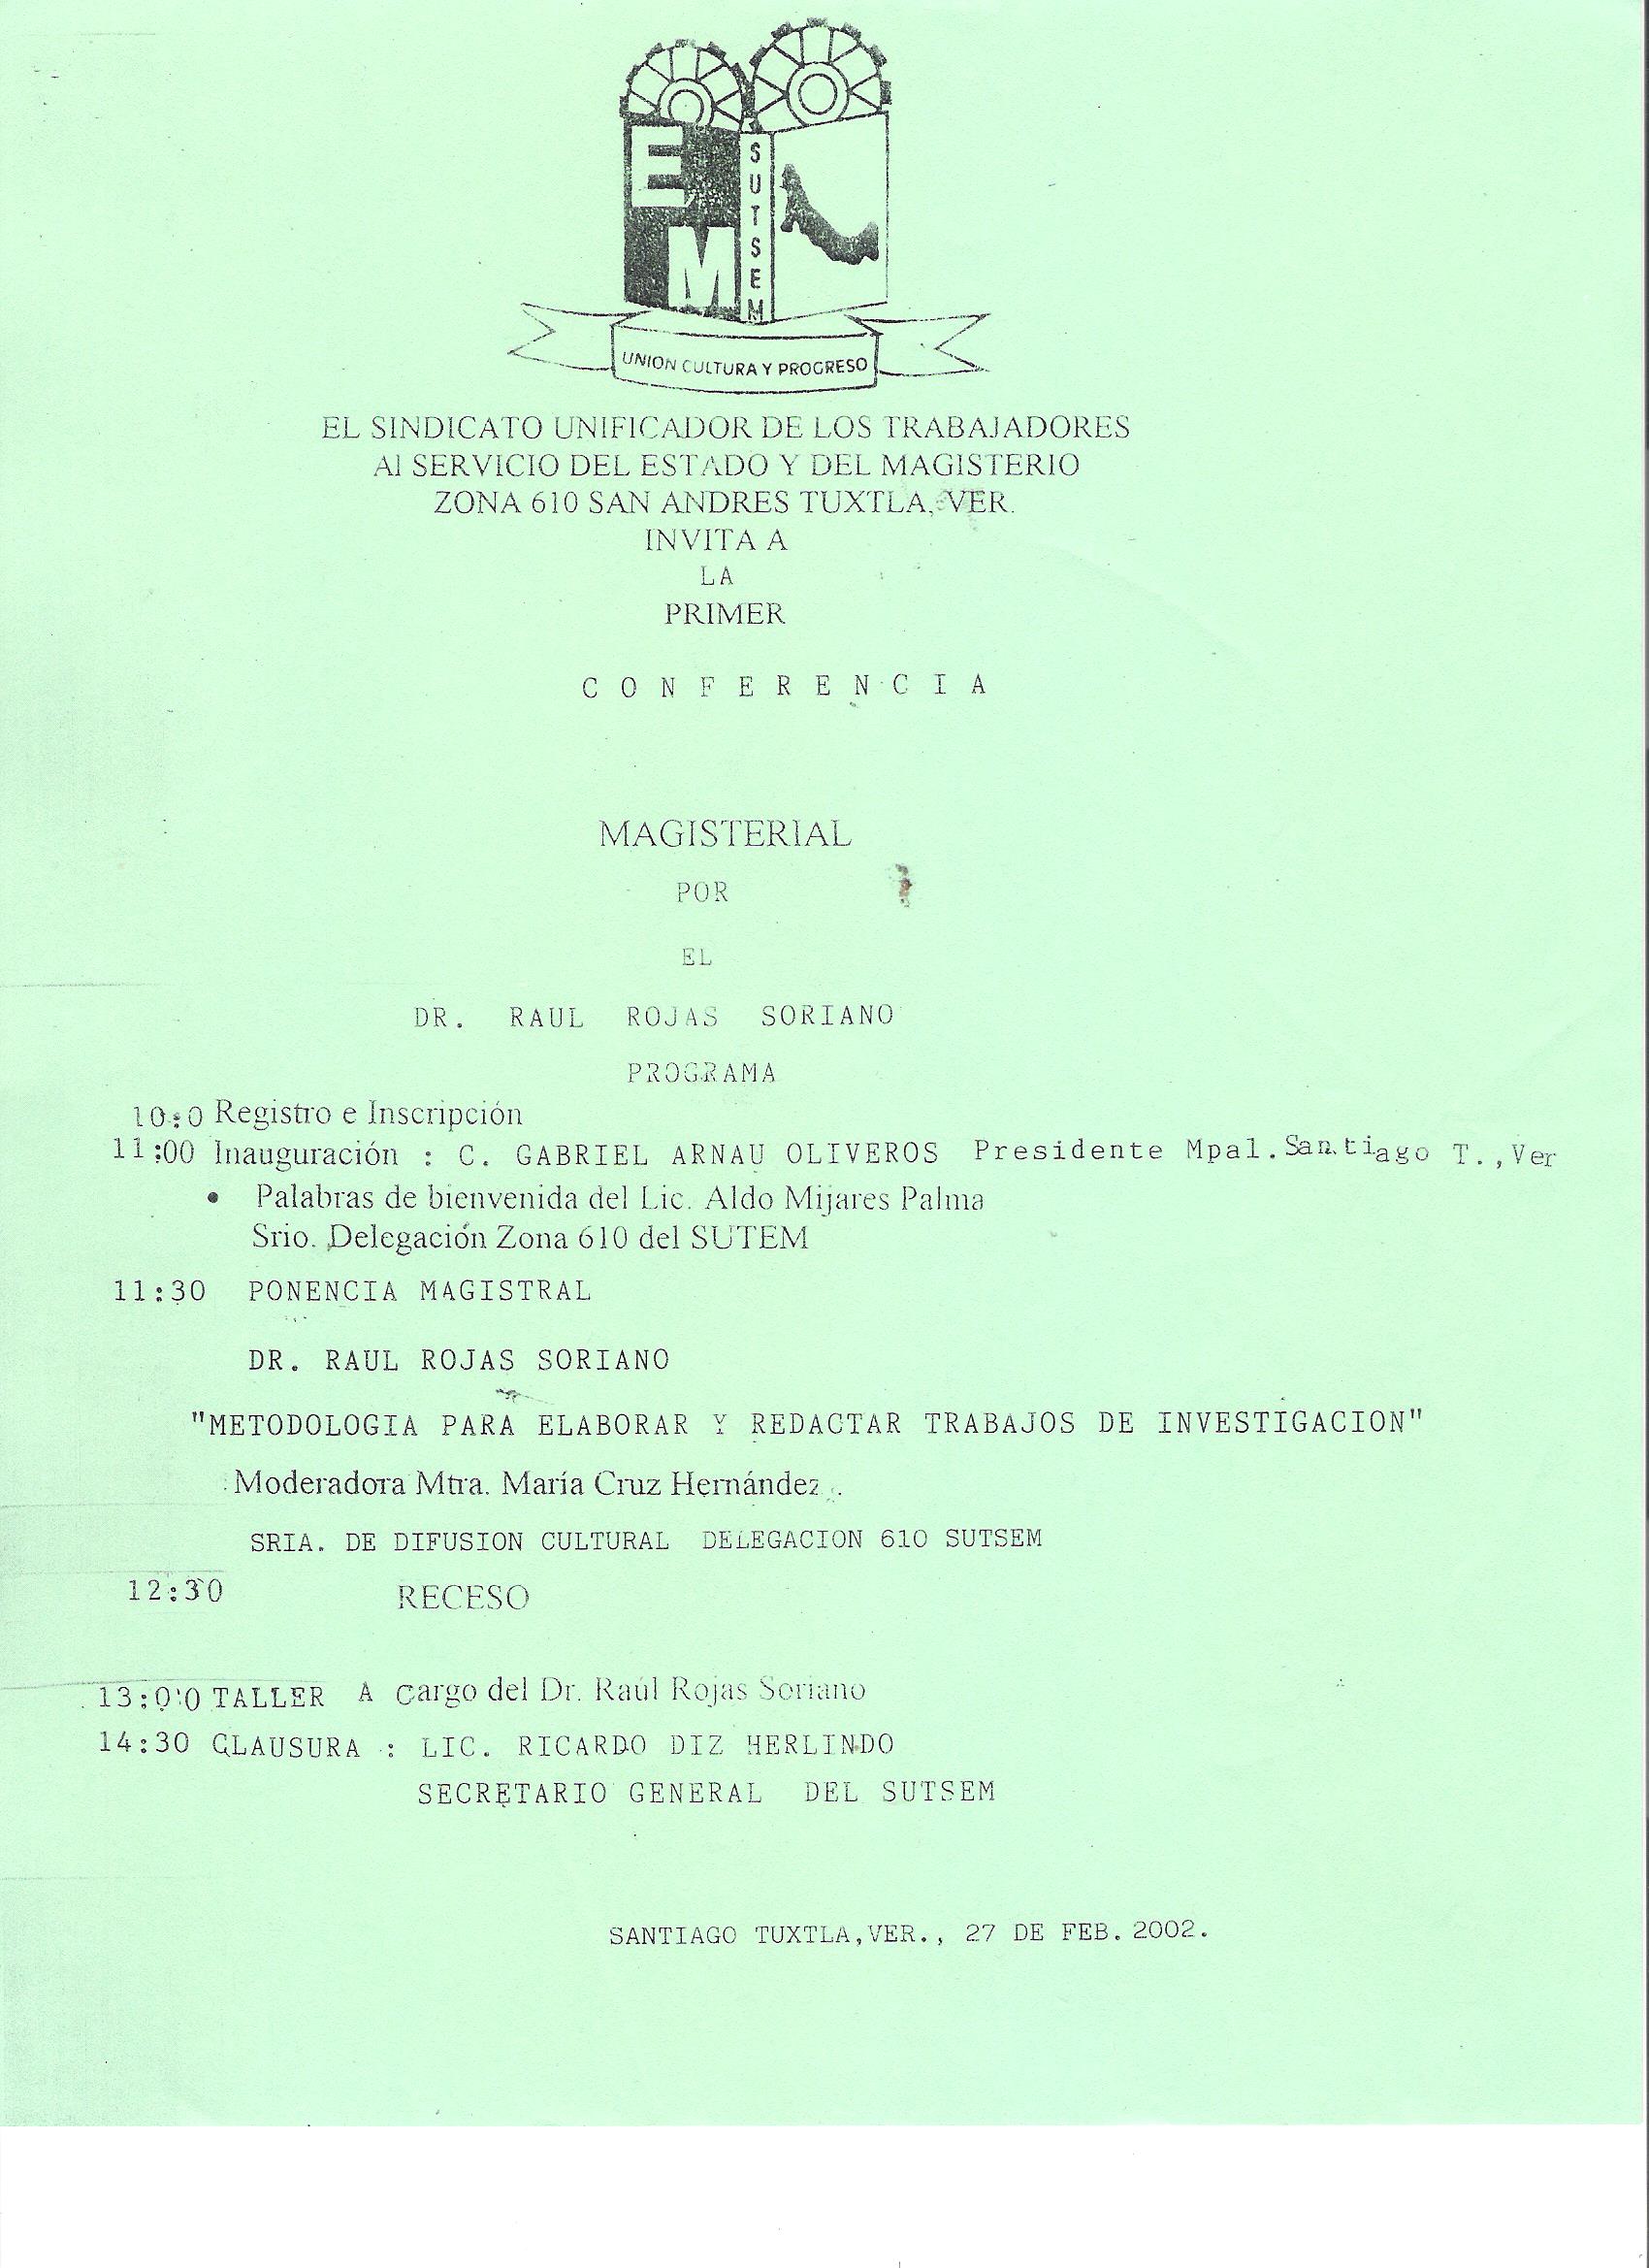 E
M
SUTSEM
UNION CULTURA Y PROGRESO
EL SINDICATO UNIFICADOR DE LOS TRABAJADORES
Al SERVICIO DEL ESTADO Y DEL MAGISTERIO
ZONA 610 SAN ANDRES TUXTLA, VER.
INVITA A
LA
PRIMER
CONFERENCIA
MAGISTERIAL
POR
EL
DR. RAUL ROJAS SORIANO
PROGRAMA
10:0 Registro e Inscripción
11:00 Inauguración : C. GABRIEL ARNAU OLIVEROS Presidente Mpal. Santiago T.,Ver
• Palabras de bienvenida del Lic. Aldo Mijares Palma
Srio. Delegación Zona 610 del SUTEM
11:30 PONENCIA MAGISTRAL
DR. RAUL ROJAS SORIANO
"METODOLOGIA PARA ELABORAR Y REDACTAR TRABAJOS DE INVESTIGACION"
Moderadora Mtra. María Cruz Hernández .
SRIA. DE DIFUSION CULTURAL DELEGACION 610 SUTSEM
12:30 RECESO
13:00 TALLER A cargo del Dr. Raúl Rojas Soriano
14:30 CLAUSURA : LIC. RICARDO DIZ HERLINDO
SECRETARIO GENERAL DEL SUTSEM
SANTIAGO TUXTLA,VER., 27 DE FEB. 2002.